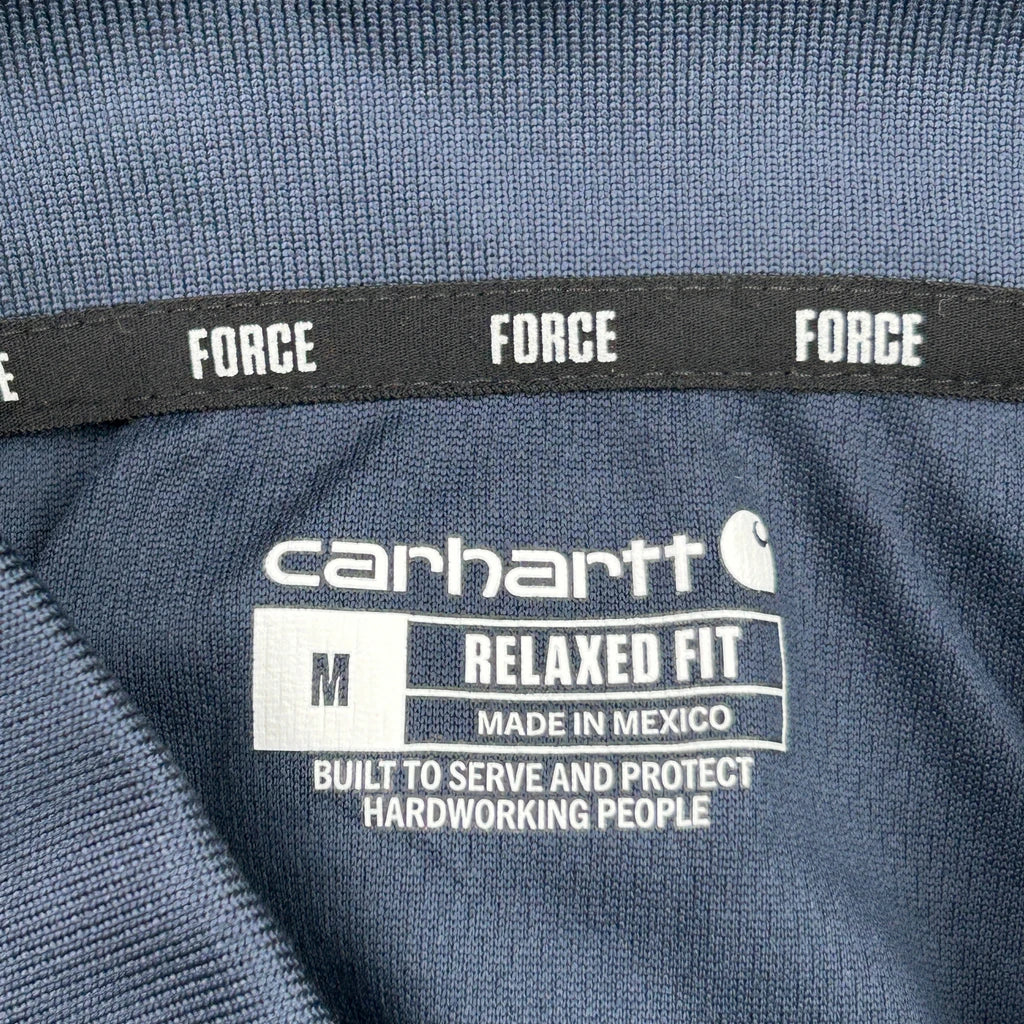 FORCE FORCE FORCE
carhartt
M RELAXED FIT
MADE IN MEXICO
BUILT TO SERVE AND PROTECT
HARDWORKING PEOPLE